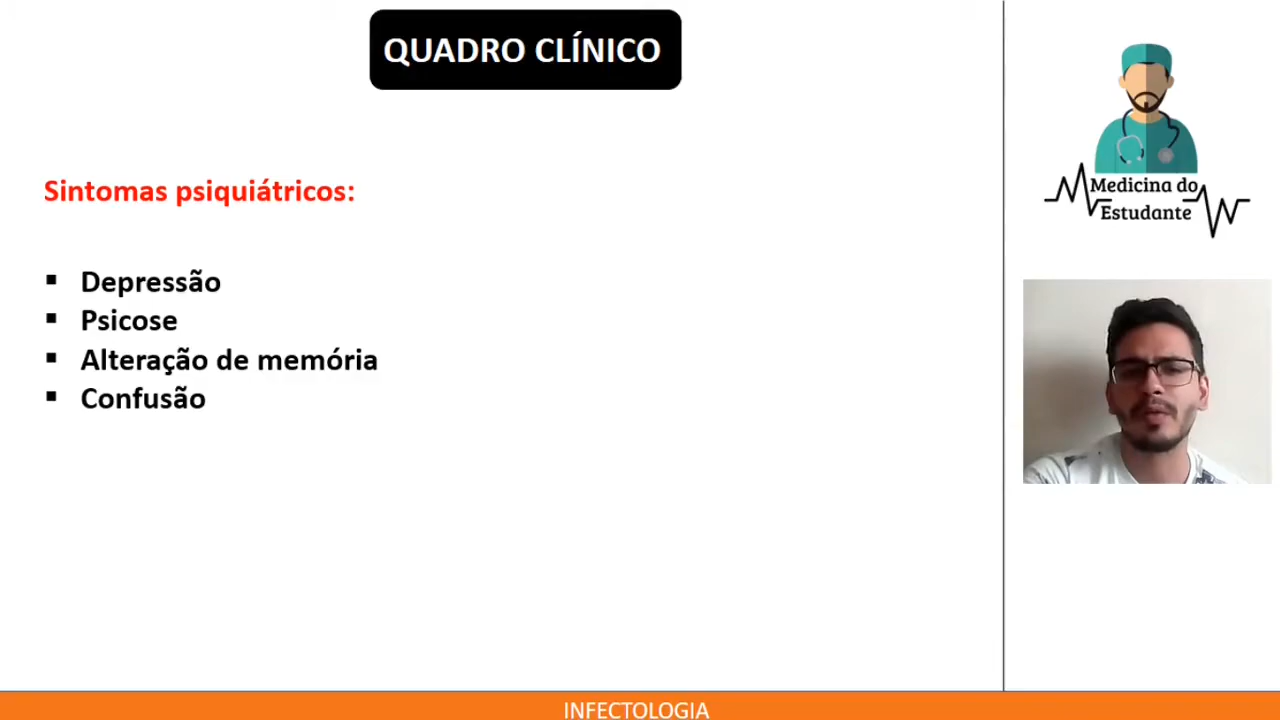 QUADRO CLÍNICO
Sintomas psiquiátricos:
▪ Depressão
▪ Psicose
▪ Alteração de memória
▪ Confusão
Medicina do
Estudante
INFECTOLOGIA